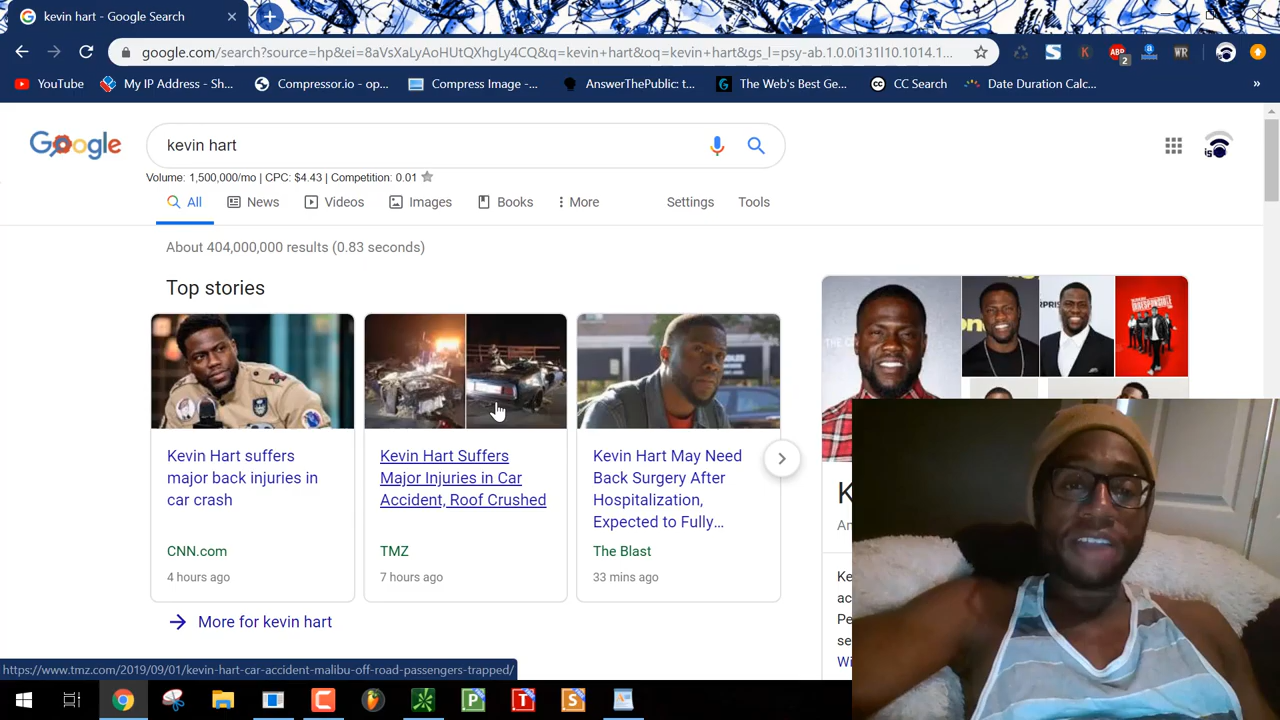 kevin hart - Google Search
google.com/search?source=hp&ei=8aVsXaLyAoHUtQXhgLy4CQ&q=kevin+hart&oq=kevin+hart&gs_l=psy-ab.1.0.0i131l10.1014.1...
2
WR
YouTube
My IP Address - Sh...
Compressor.io - op...
Compress Image -...
AnswerThePublic: t...
The Web's Best Ge...
CC Search
Date Duration Calc...
»
Google
kevin hart
Volume: 1,500,000/mo | CPC: $4.43 | Competition: 0.01
All
News
Videos
Images
Books
More
Settings
Tools
About 404,000,000 results (0.83 seconds)
Top stories
Kevin Hart suffers
major back injuries in
car crash
CNN.com
4 hours ago
Kevin Hart Suffers
Major Injuries in Car
Accident, Roof Crushed
TMZ
7 hours ago
Kevin Hart May Need
Back Surgery After
Hospitalization,
Expected to Fully...
The Blast
33 mins ago
More for kevin hart
https://www.tmz.com/2019/09/01/kevin-hart-car-accident-malibu-off-road-passengers-trapped/